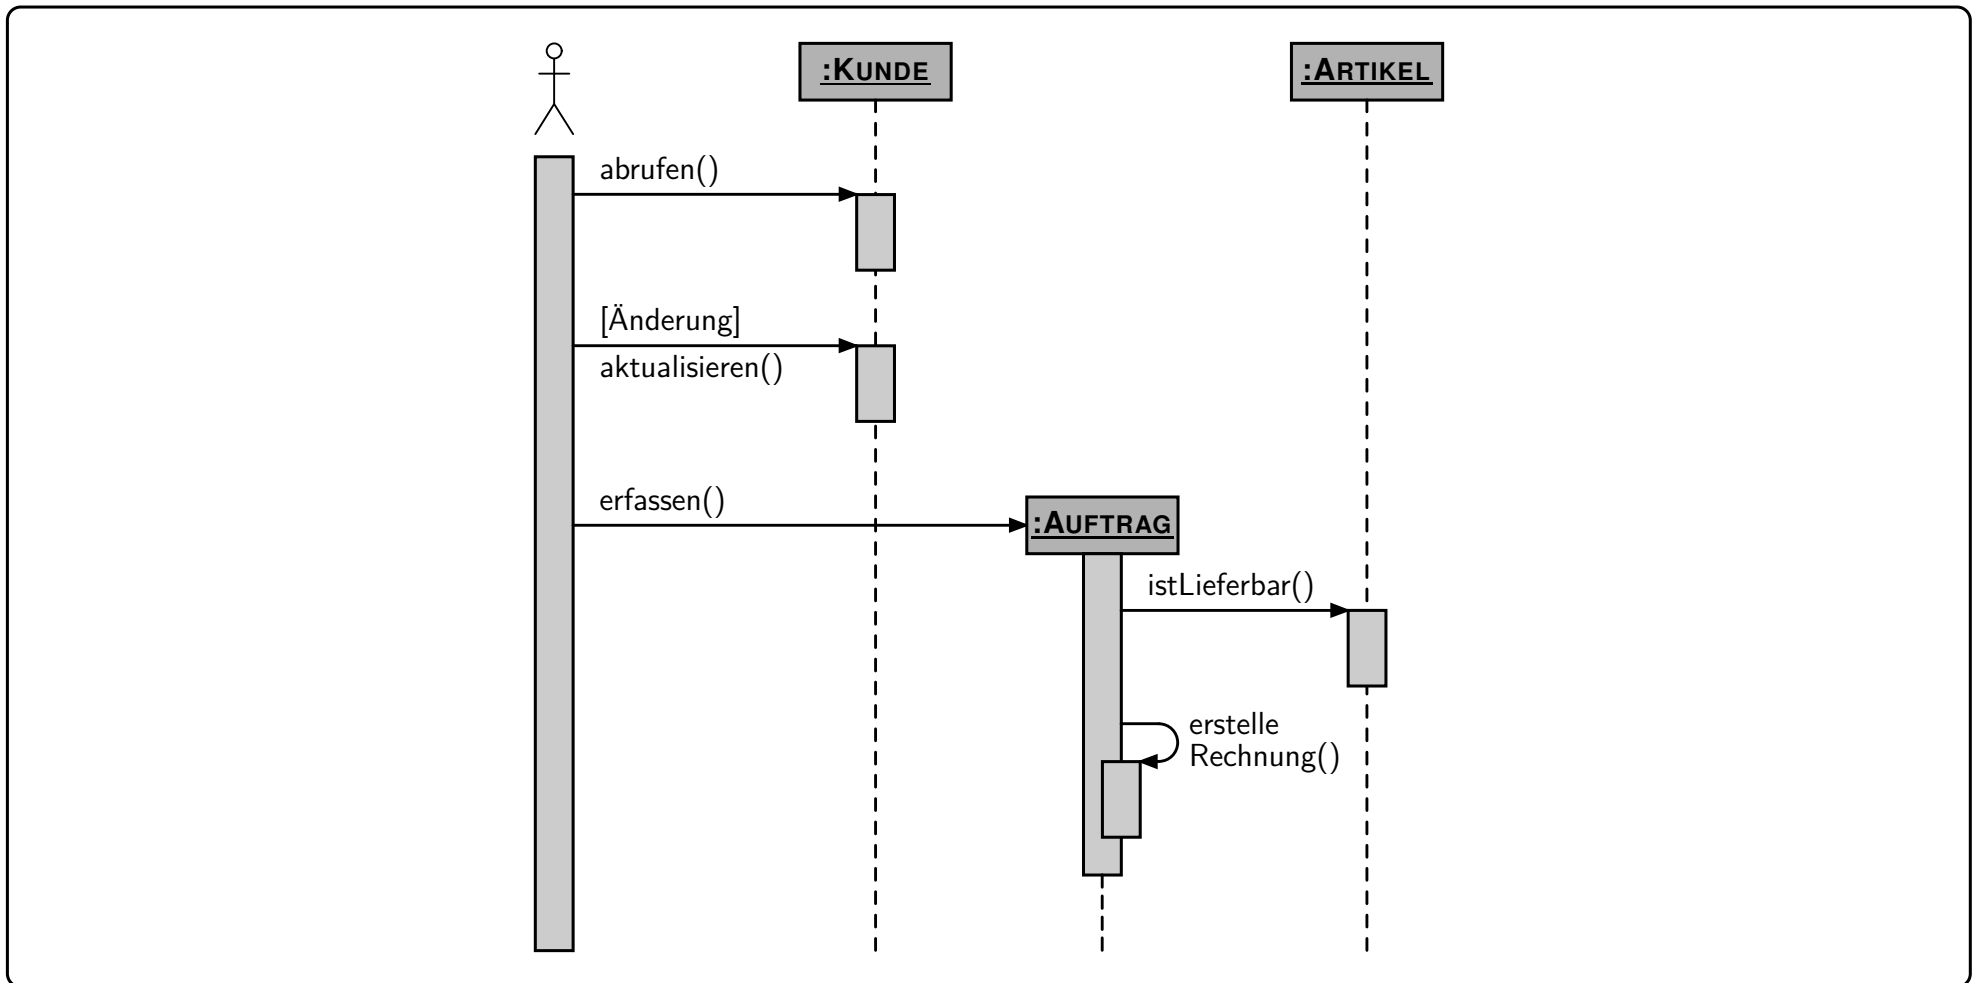 :KUNDE
:ARTIKEL
abrufen()
[Änderung]
aktualisieren()
erfassen()
:AUFTRAG
istLieferbar()
erstelle
Rechnung()